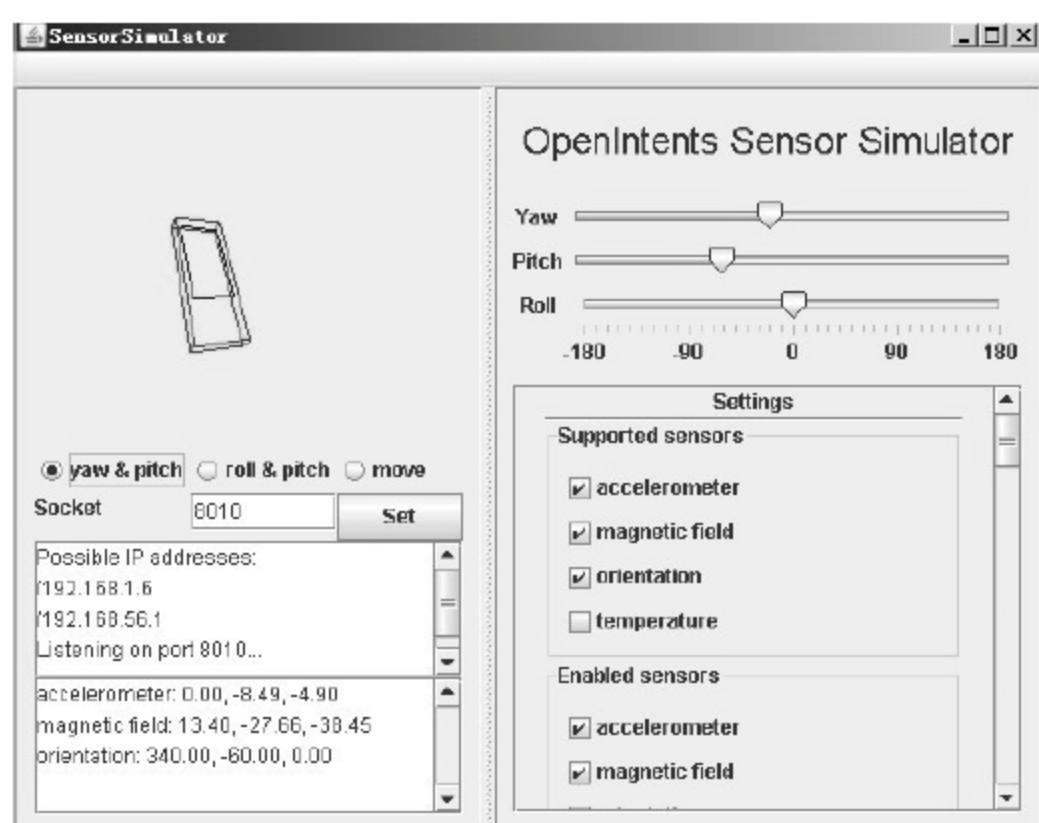 SensorSimulator
yaw & pitch roll & pitch move
Socket 8010 Set
Possible IP addresses:
/192.168.1.6
/192.168.56.1
Listening on port 8010...
accelerometer: 0.00, -8.49, -4.90
magnetic field: 13.40, -27.66, -38.45
orientation: 340.00, -60.00, 0.00
OpenIntents Sensor Simulator
Yaw
Pitch
Roll
-180 -90 0 90 180
Settings
Supported sensors
accelerometer
magnetic field
orientation
temperature
Enabled sensors
accelerometer
magnetic field